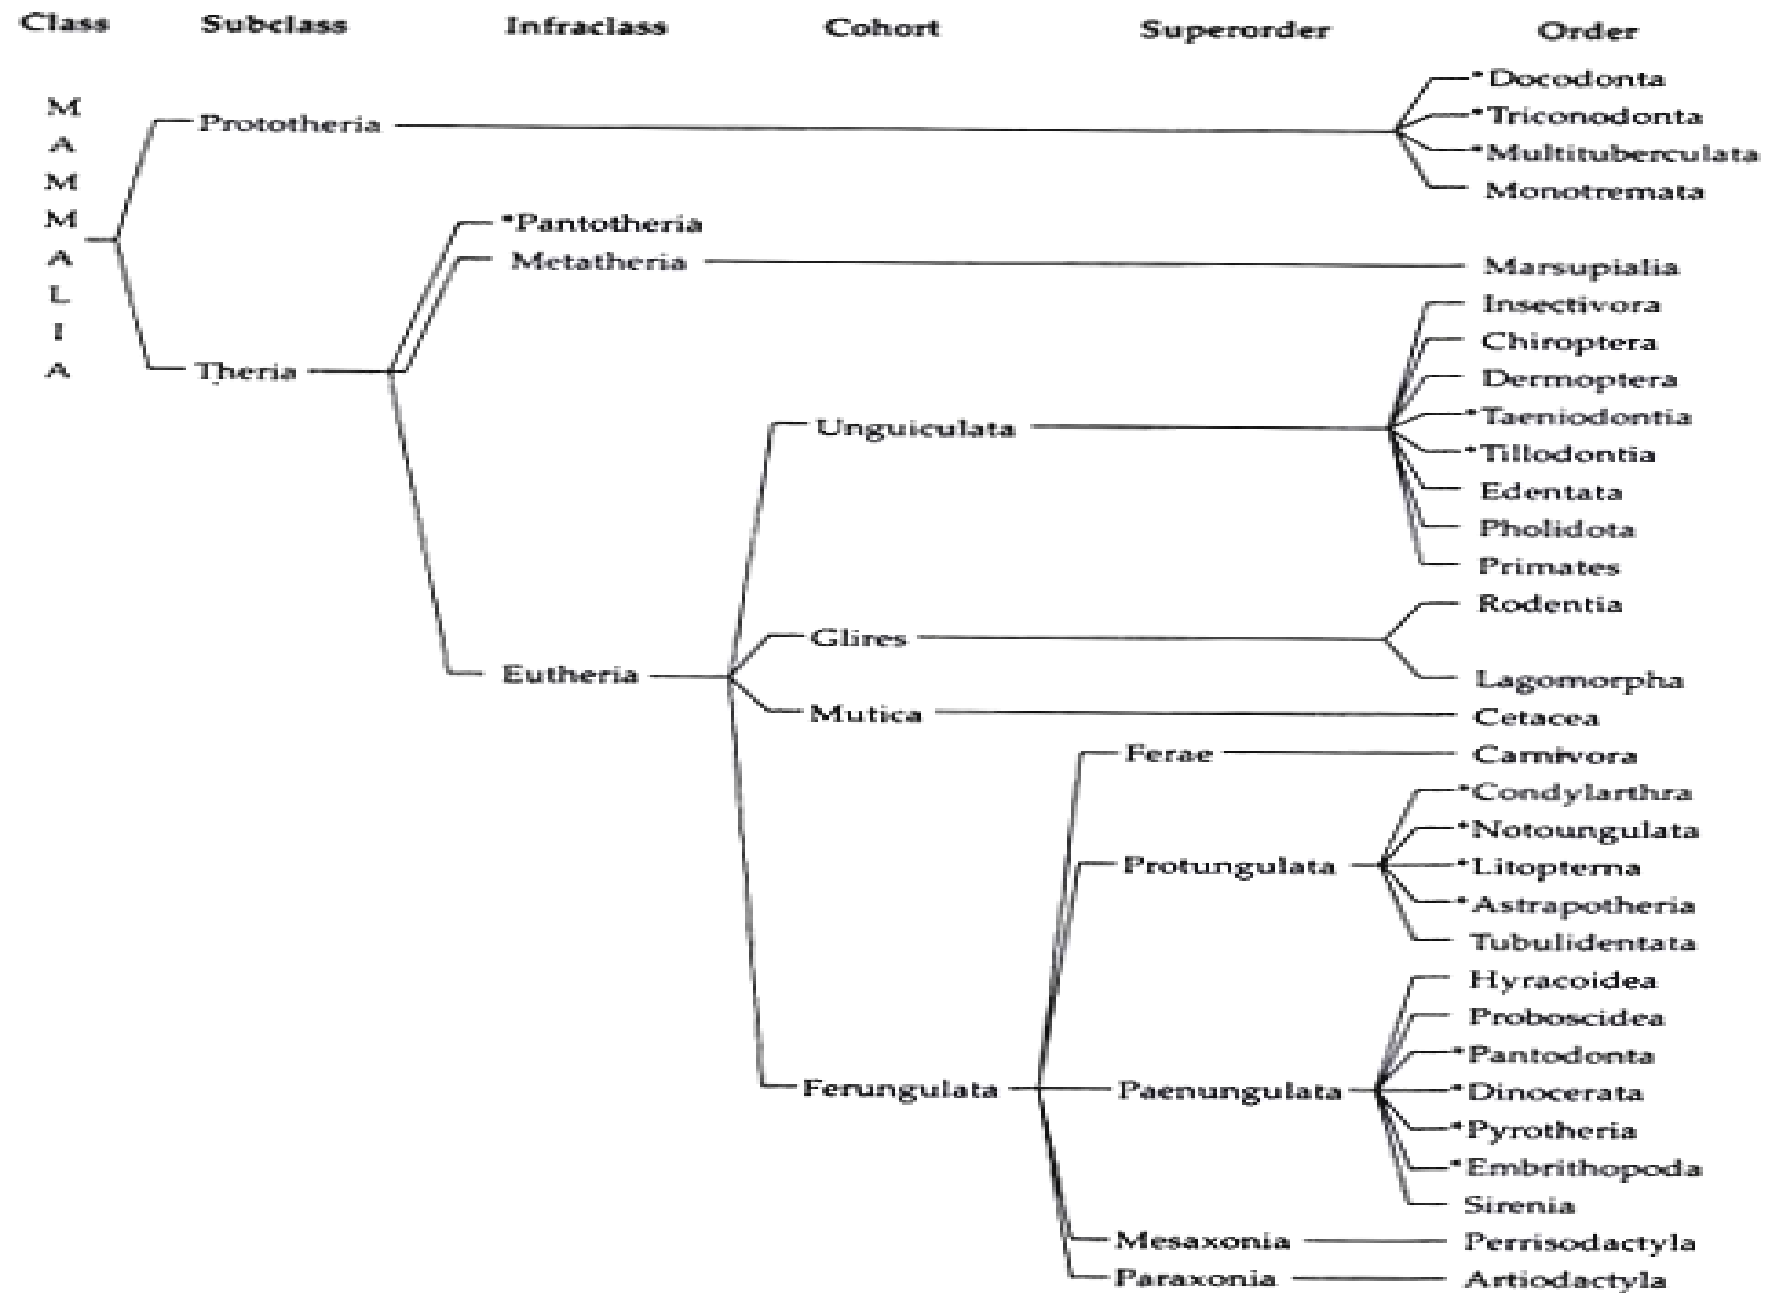 Class Subclass Infraclass Cohort Superorder Order
*Docodonta
M
Prototheria
*Triconodonta
A
*Multituberculata
M
Monotremata
M
*Pantotheria
A
Metatheria
Marsupialia
L
Insectivora
I
Chiroptera
A
Theria
Dermoptera
*Taeniodontia
Unguiculata
*Tillodontia
Edentata
Pholidota
Primates
Rodentia
Glires
Eutheria
Lagomorpha
Mutica
Cetacea
Ferae
Carnivora
*Condylarthra
*Notoungulata
Protungulata
*Litopterna
*Astrapotheria
Tubulidentata
Hyracoidea
Proboscidea
*Pantodonta
Ferungulata
Paenungulata
*Dinocerata
*Pyrotheria
*Embrithopoda
Sirenia
Mesaxonia
Perrisodactyla
Paraxonia
Artiodactyla